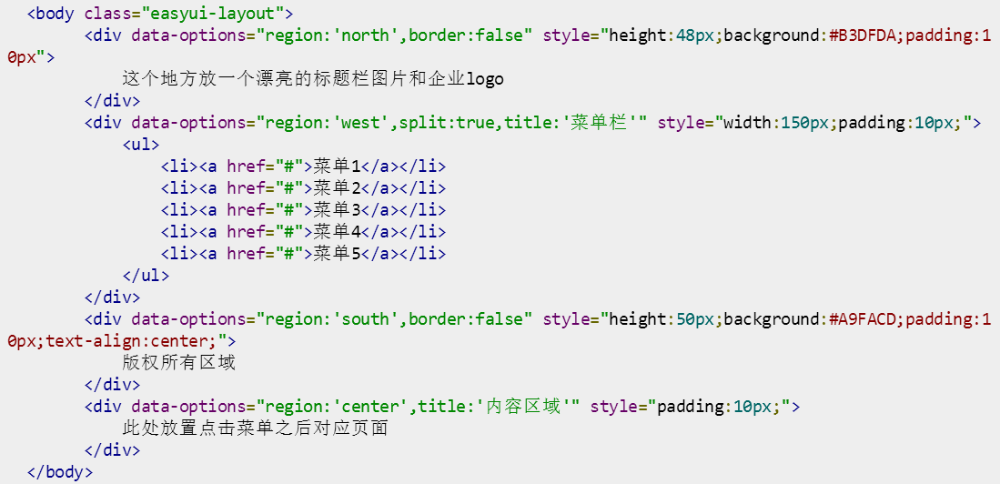 <body class="easyui-layout">
<div data-options="region:'north',border:false" style="height:48px;background:#B3DFDA;padding:1
0px">
这个地方放一个漂亮的标题栏图片和企业logo
</div>
<div data-options="region:'west',split:true,title:'菜单栏'" style="width:150px;padding:10px;">
<ul>
<li><a href="#">菜单1</a></li>
<li><a href="#">菜单2</a></li>
<li><a href="#">菜单3</a></li>
<li><a href="#">菜单4</a></li>
<li><a href="#">菜单5</a></li>
</ul>
</div>
<div data-options="region:'south',border:false" style="height:50px;background:#A9FACD;padding:1
0px;text-align:center;">
版权所有区域
</div>
<div data-options="region:'center',title:'内容区域'" style="padding:10px;">
此处放置点击菜单之后对应页面
</div>
</body>